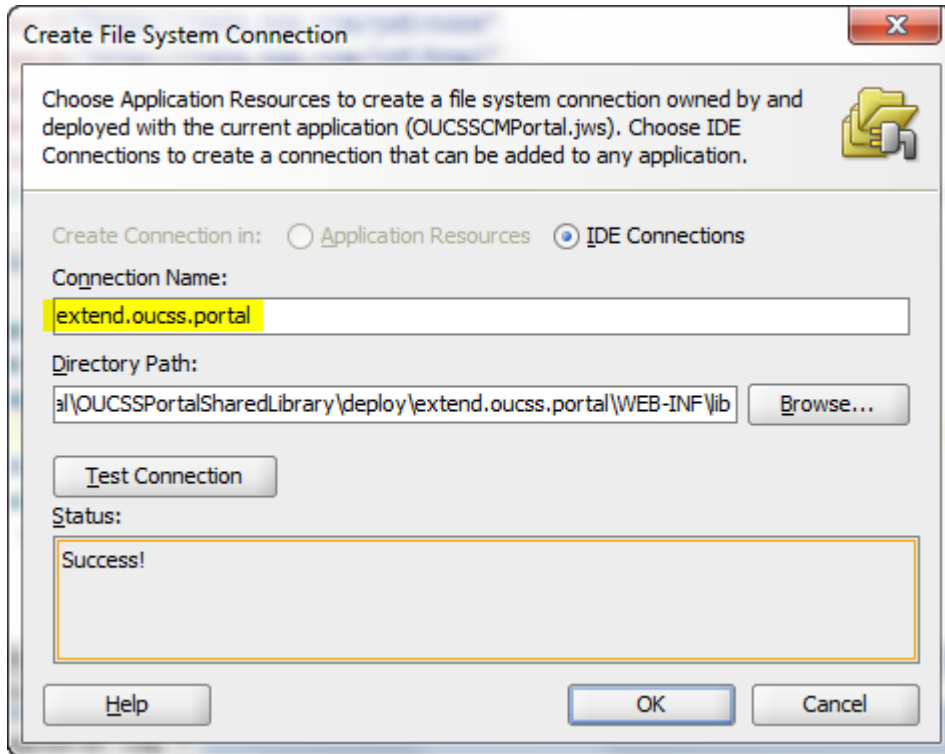 Create File System Connection
Choose Application Resources to create a file system connection owned by and
deployed with the current application (OUCSSCMPortal.jws). Choose IDE
Connections to create a connection that can be added to any application.
Create Connection in: Application Resources IDE Connections
Connection Name:
extend.oucss.portal
Directory Path:
al\OUCSSPortalSharedLibrary\deploy\extend.oucss.portal\WEB-INF\lib Browse...
Test Connection
Status:
Success!
Help OK Cancel